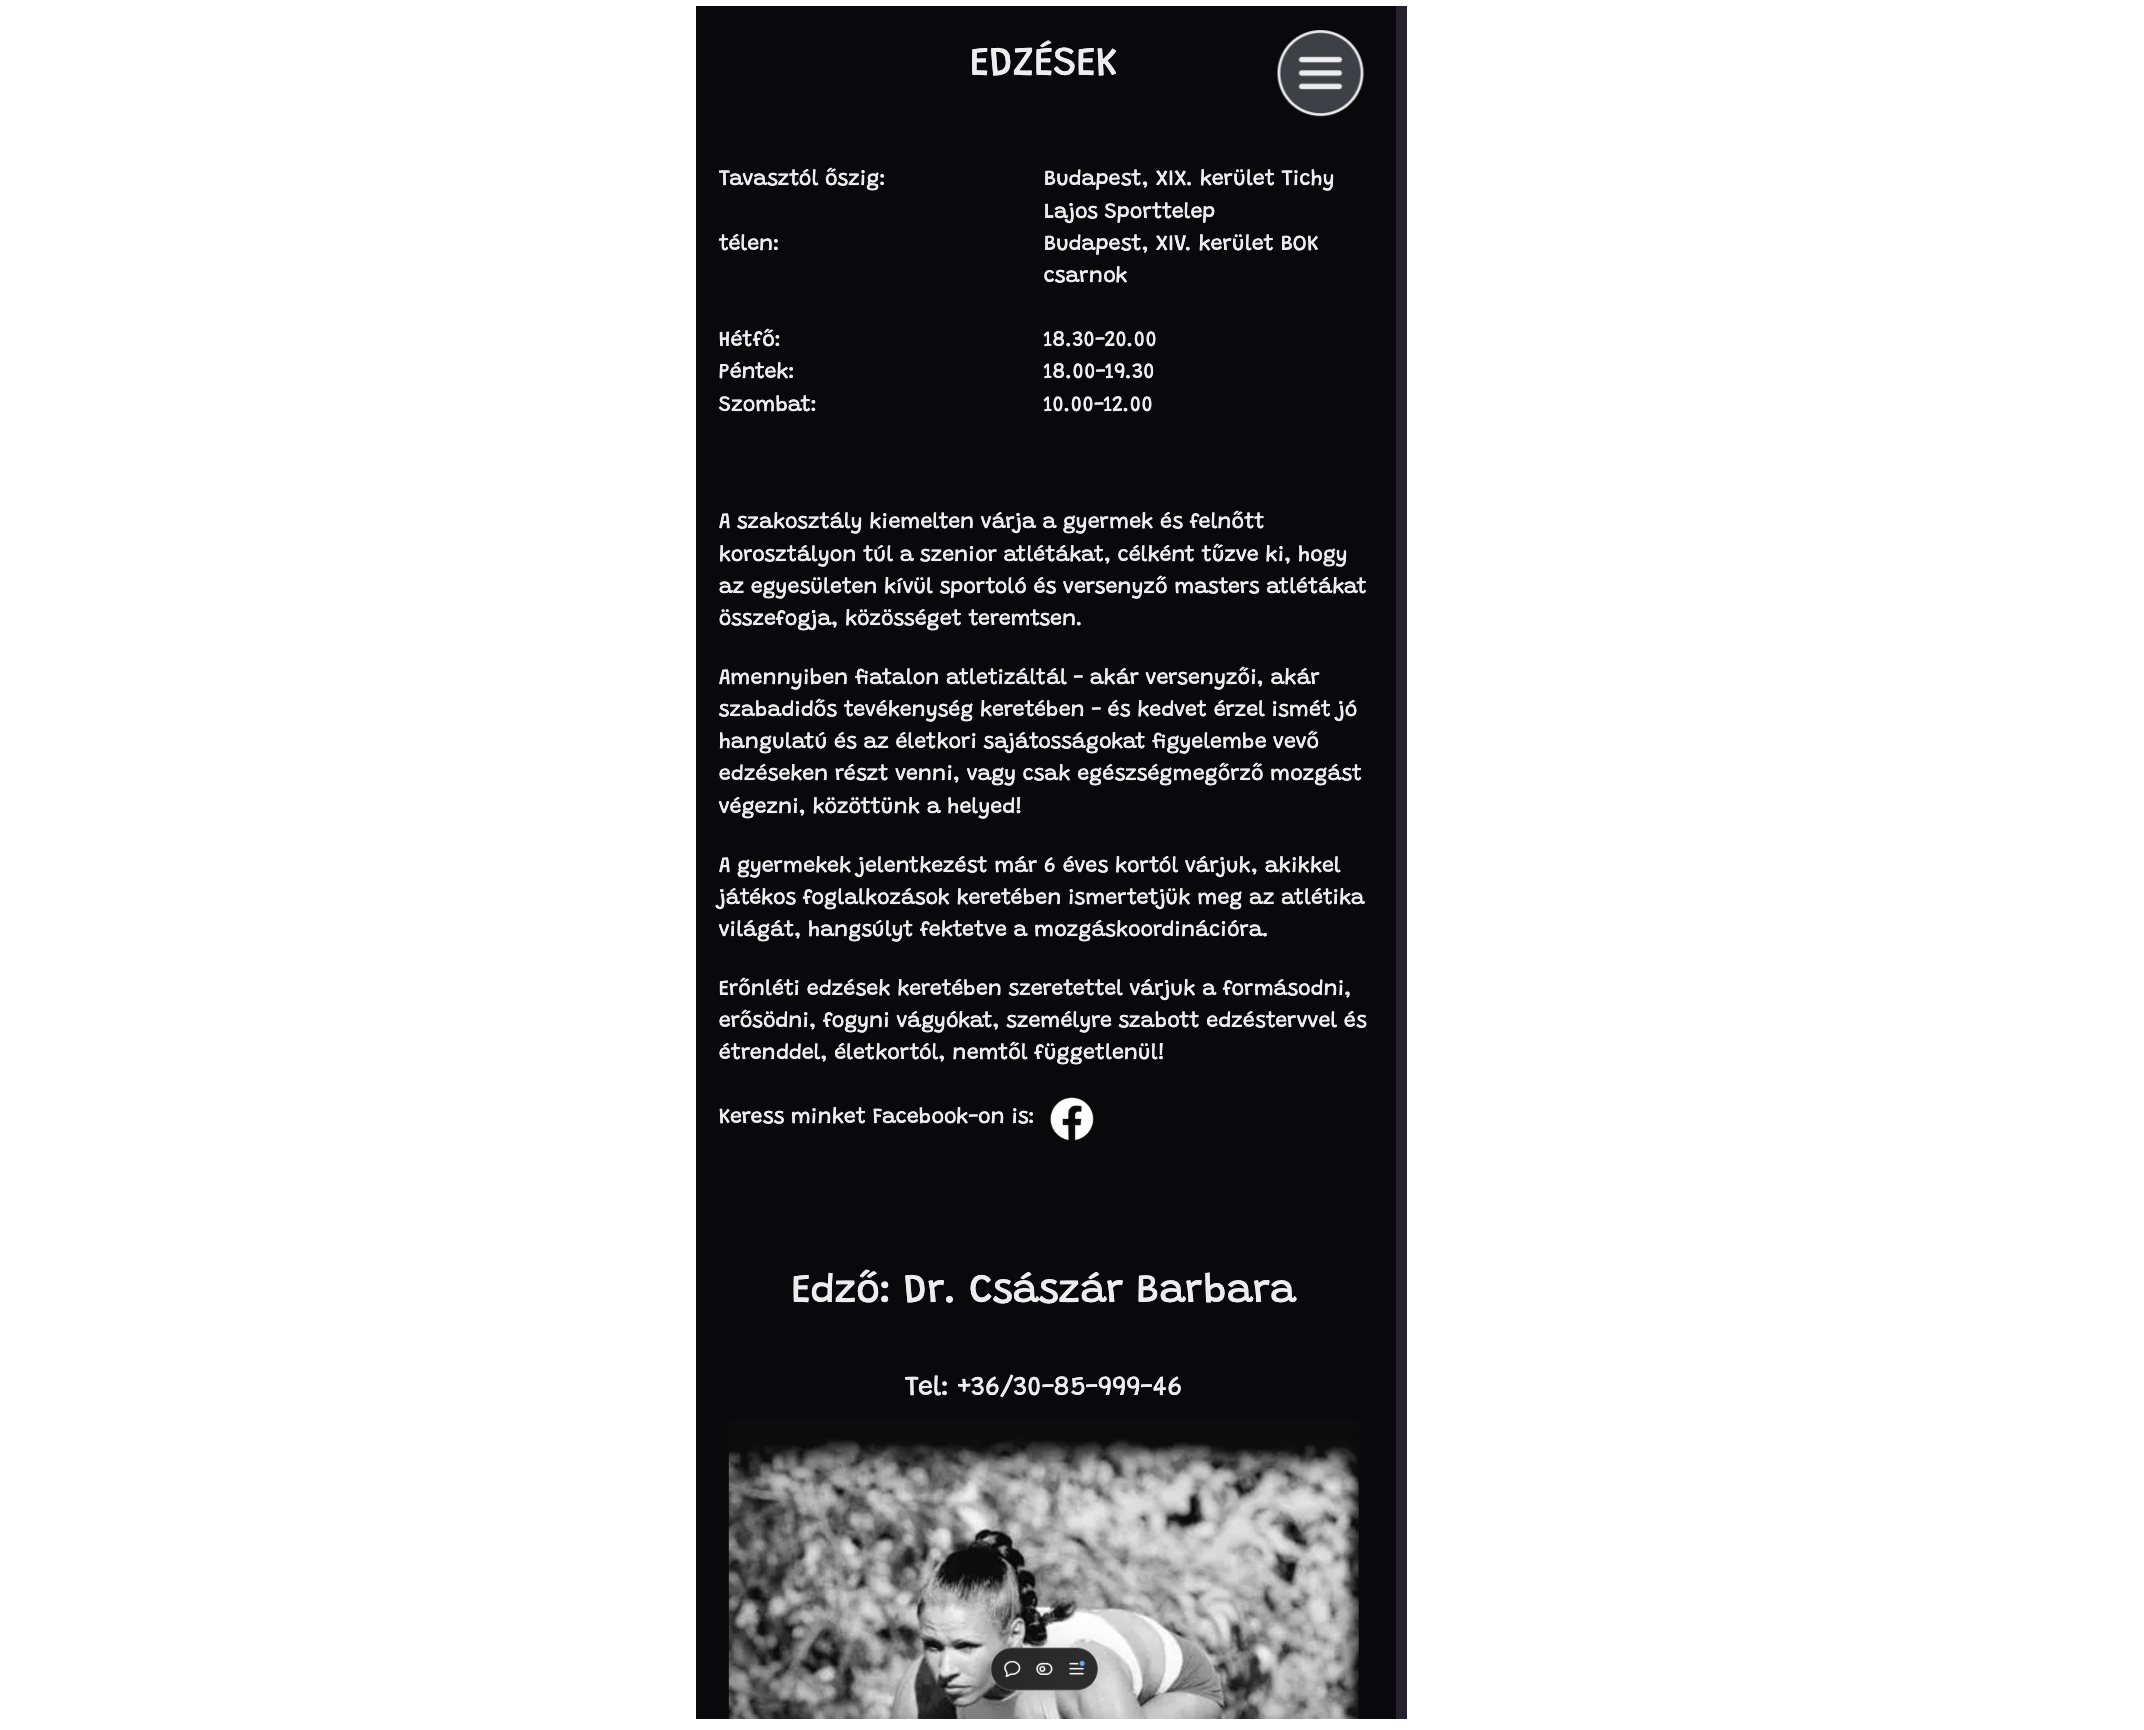 EDZÉSEK
Tavasztól őszig:
Budapest, XIX. kerület Tichy
Lajos Sporttelep
télen:
Budapest, XIV. kerület BOK
csarnok
Hétfő:
18.30-20.00
Péntek:
18.00-19.30
Szombat:
10.00-12.00
A szakosztály kiemelten várja a gyermek és felnőtt
korosztályon túl a szenior atlétákat, célként tűzve ki, hogy
az egyesületen kívül sportoló és versenyző masters atlétákat
összefogja, közösséget teremtsen.
Amennyiben fiatalon atletizáltál - akár versenyzői, akár
szabadidős tevékenység keretében - és kedvet érzel ismét jó
hangulatú és az életkori sajátosságokat figyelembe vevő
edzéseken részt venni, vagy csak egészségmegőrző mozgást
végezni, közöttünk a helyed!
A gyermekek jelentkezést már 6 éves kortól várjuk, akikkel
játékos foglalkozások keretében ismertetjük meg az atlétika
világát, hangsúlyt fektetve a mozgáskoordinációra.
Erőnléti edzések keretében szeretettel várjuk a formásodni,
erősödni, fogyni vágyókat, személyre szabott edzéstervvel és
étrenddel, életkortól, nemtől függetlenül!
Keress minket Facebook-on is:
Edző: Dr. Császár Barbara
Tel: +36/30-85-999-46